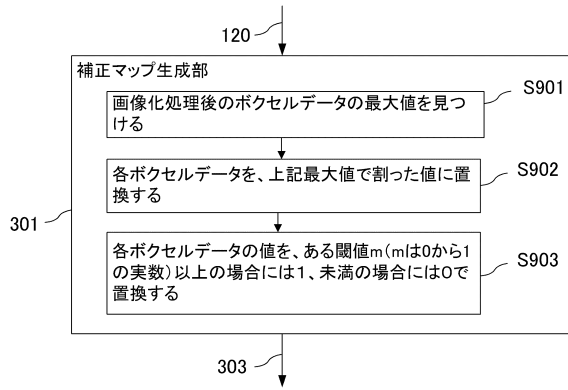 120
補正マップ生成部
S901
画像化処理後のボクセルデータの最大値を見つ
ける
S902
各ボクセルデータを、上記最大値で割った値に置
換する
301
S903
各ボクセルデータの値を、ある閾値m(mは0から1
の実数)以上の場合には1、未満の場合には0で
置換する
303